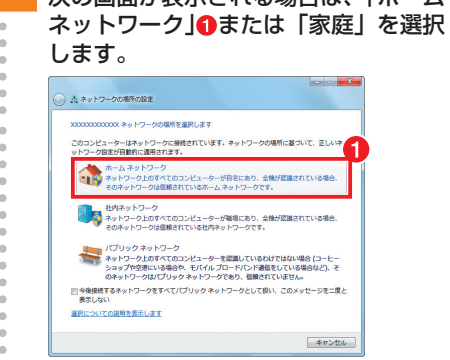 次の画面が表示される場合は、「ホーム
ネットワーク」❶または「家庭」を選択
します。
ネットワークの場所の設定
XXXXXXXXXXXX ネットワークの場所を選択します
このコンピューターはネットワークに接続されています。ネットワークの場所に基づいて、正しいネ
ットワーク設定が自動的に適用されます。
❶
ホーム ネットワーク
ネットワーク上のすべてのコンピューターが自宅にあり、全機が認識されている場合、
そのネットワークは信頼されているホーム ネットワークです。
社内ネットワーク
ネットワーク上のすべてのコンピューターが職場にあり、全機が認識されている場合、
そのネットワークは信頼されている社内ネットワークです。
パブリック ネットワーク
ネットワーク上のすべてのコンピューターを認識しているわけではない場合 (コーヒー
ショップや空港にいる場合や、モバイル ブロードバンド通信をしている場合など)、そ
のネットワークはパブリック ネットワークであり、信頼されていません。
今後接続するネットワークをすべてパブリック ネットワークとして扱い、このメッセージを二度と
表示しない
選択についての説明を表示します
キャンセル